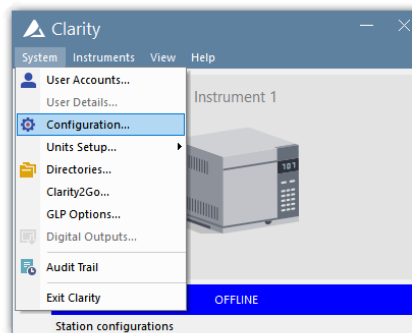 Clarity
System Instruments View Help
User Accounts...
User Details...
Instrument 1
Configuration...
Units Setup...
Directories...
Clarity2Go...
GLP Options...
Digital Outputs...
Audit Trail
Exit Clarity
OFFLINE
Station configurations